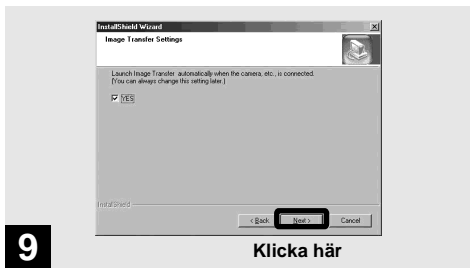 InstallShield Wizard
Image Transfer Settings
Launch Image Transfer automatically when the camera, etc., is connected.
(You can always change this setting later.)
YES
InstallShield
< Back Next > Cancel
9
Klicka här